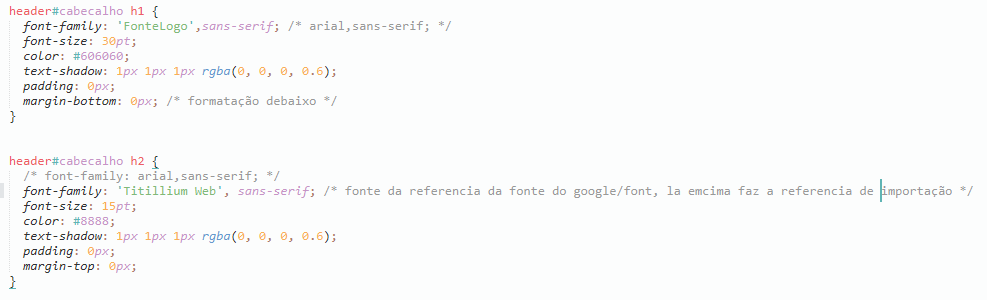 header#cabecalho h1 {
font-family: 'FonteLogo',sans-serif; /* arial,sans-serif; */
font-size: 30pt;
color: #606060;
text-shadow: 1px 1px 1px rgba(0, 0, 0, 0.6);
padding: 0px;
margin-bottom: 0px; /* formatação debaixo */
}
header#cabecalho h2 {
/* font-family: arial,sans-serif; */
font-family: 'Titillium Web', sans-serif; /* fonte da referencia da fonte do google/font, la emcima faz a referencia de importação */
font-size: 15pt;
color: #8888;
text-shadow: 1px 1px 1px rgba(0, 0, 0, 0.6);
padding: 0px;
margin-top: 0px;
}